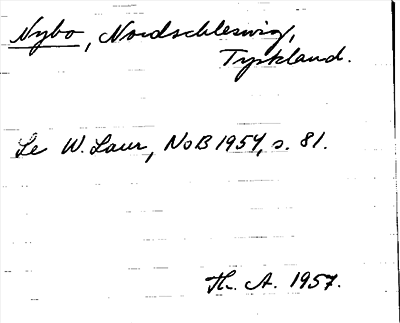 Nybo, Nordschleswig,
Tyskland.
Se W. Laur, NoB 1954, s. 81.
Th. A. 1957.